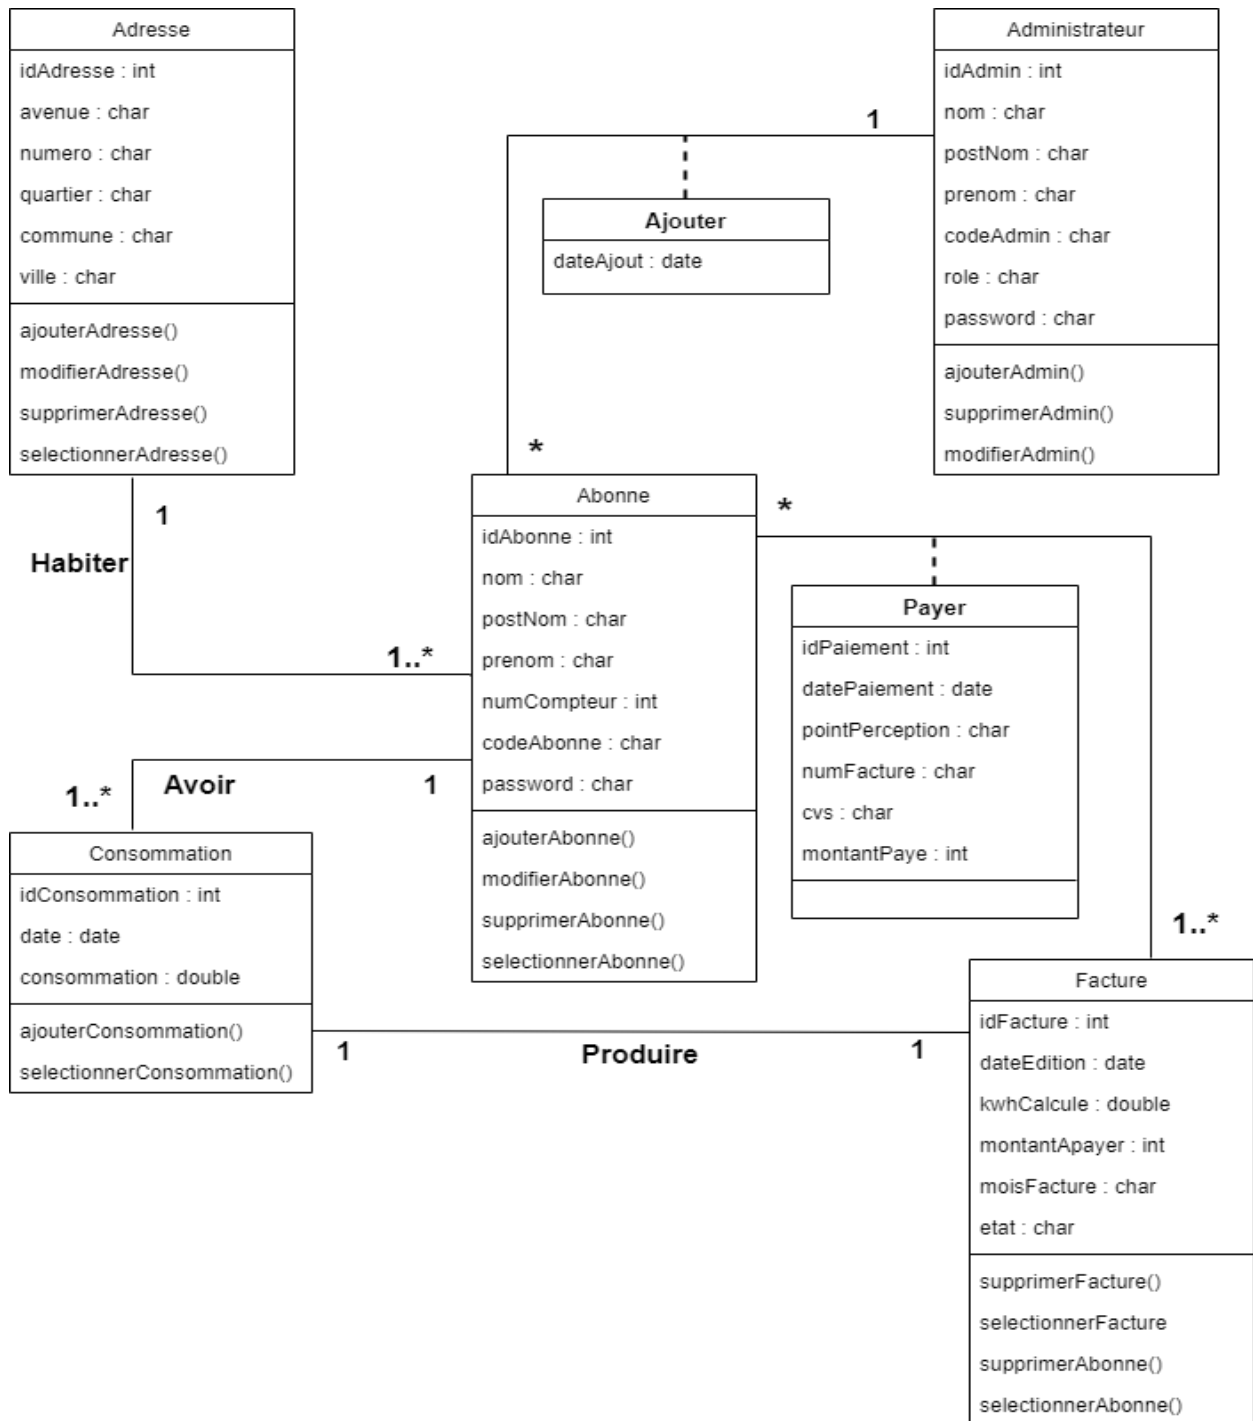 Adresse
idAdresse : int
avenue : char
numero : char
quartier : char
commune : char
ville : char
ajouterAdresse()
modifierAdresse()
supprimerAdresse()
selectionnerAdresse()
Administrateur
idAdmin : int
nom : char
postNom : char
prenom : char
codeAdmin : char
role : char
password : char
ajouterAdmin()
supprimerAdmin()
modifierAdmin()
1
Ajouter
dateAjout : date
*
1
Habiter
1..*
Abonne
idAbonne : int
nom : char
postNom : char
prenom : char
numCompteur : int
codeAbonne : char
password : char
ajouterAbonne()
modifierAbonne()
supprimerAbonne()
selectionnerAbonne()
*
Payer
idPaiement : int
datePaiement : date
pointPerception : char
numFacture : char
cvs : char
montantPaye : int
1..*
1..*
Avoir
1
Consommation
idConsommation : int
date : date
consommation : double
ajouterConsommation()
selectionnerConsommation()
1
Produire
1
Facture
idFacture : int
dateEdition : date
kwhCalcule : double
montantApayer : int
moisFacture : char
etat : char
supprimerFacture()
selectionnerFacture
supprimerAbonne()
selectionnerAbonne()